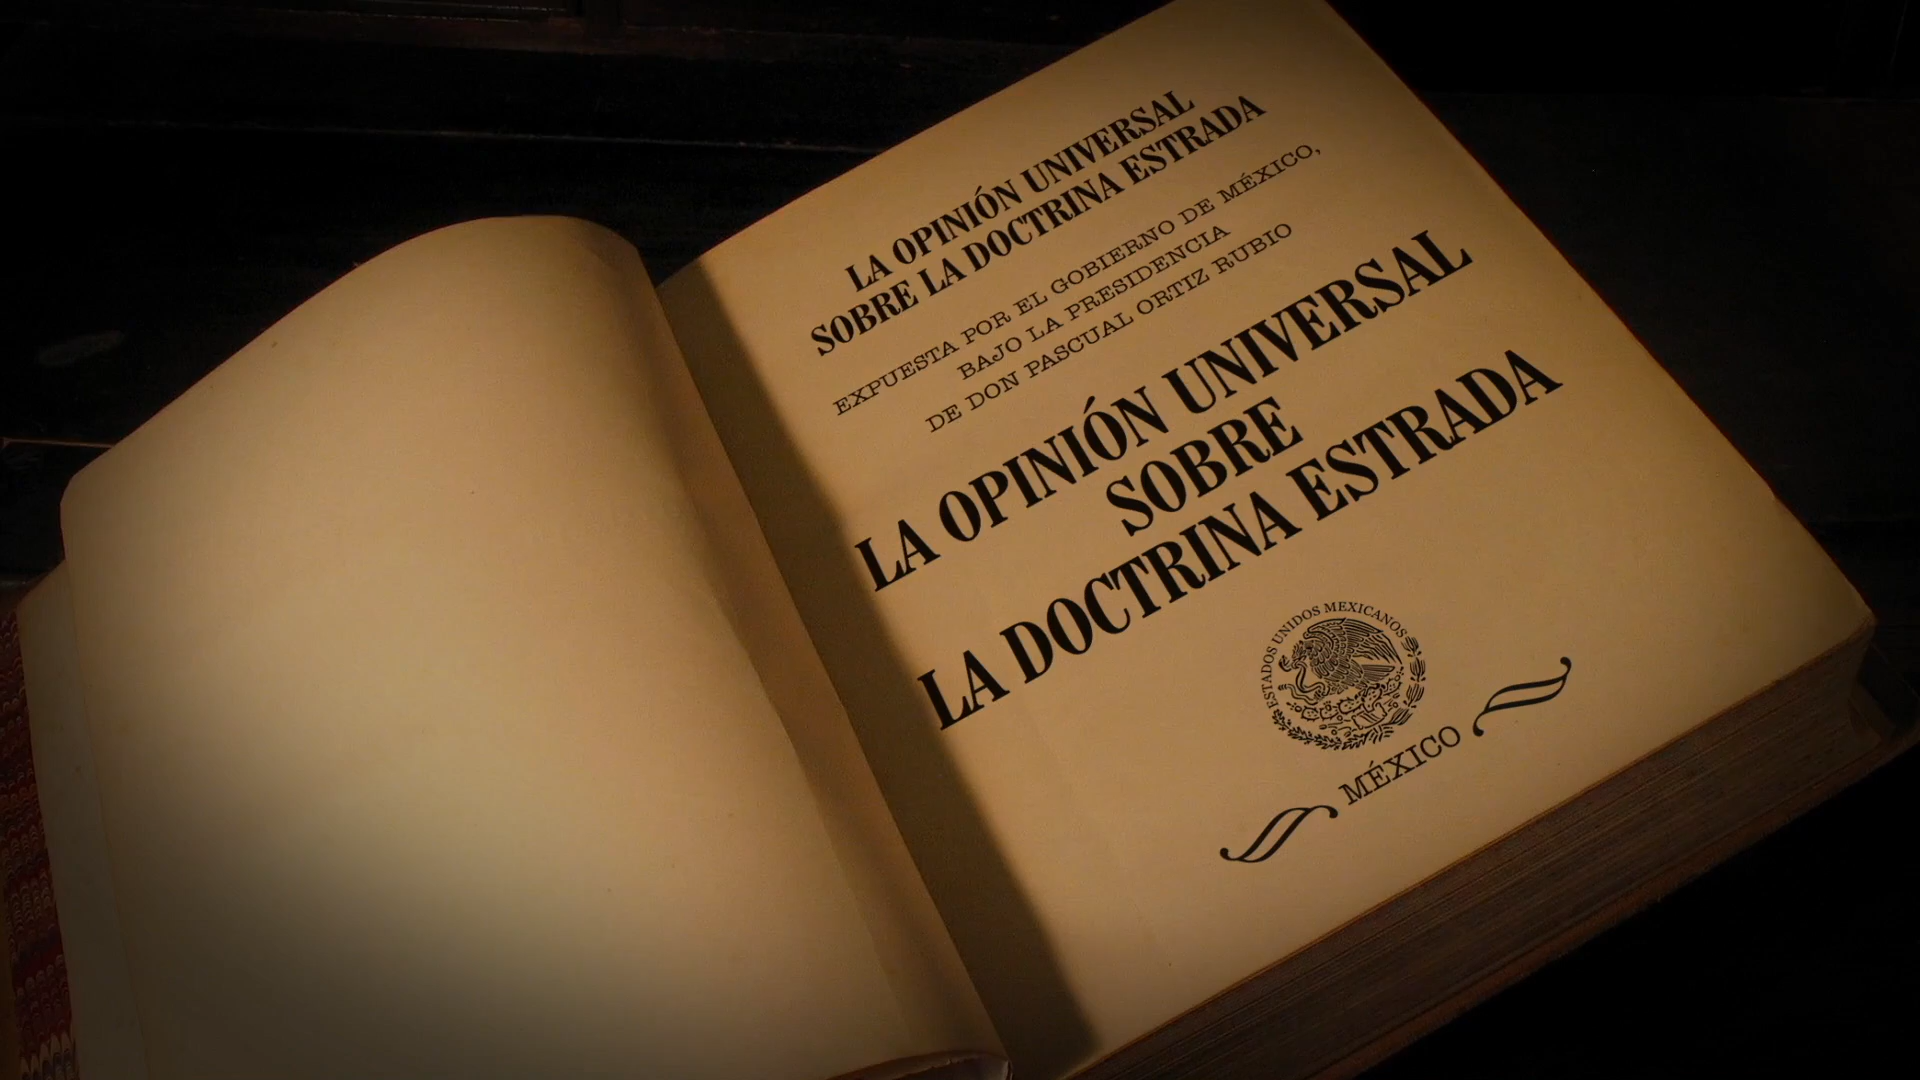 LA OPINIÓN UNIVERSAL
SOBRE LA DOCTRINA ESTRADA
EXPUESTA POR EL GOBIERNO DE MÉXICO,
BAJO LA PRESIDENCIA
DE DON PASCUAL ORTIZ RUBIO
LA OPINIÓN UNIVERSAL
SOBRE
LA DOCTRINA ESTRADA
ESTADOS UNIDOS MEXICANOS
MÉXICO